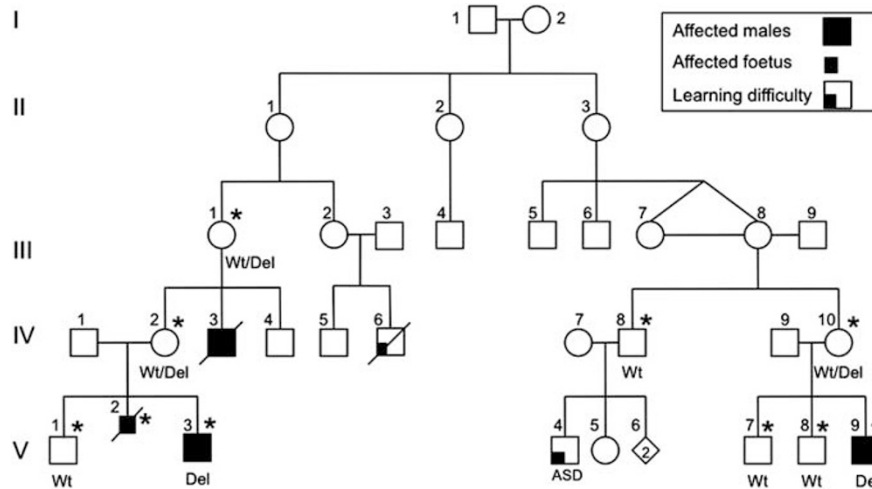 I 1 2
Affected males
Affected foetus
Learning difficulty
II 1 2 3
III 1 * 2 3 4 5 6 7 8 9
Wt/Del
IV 1 2 * 3 4 5 6 7 8 * 9 10 *
Wt/Del Wt Wt/Del
V 1 * 2 * 3 * 4 5 6 7 * 8 * 9
2
Wt Del ASD Wt Wt De